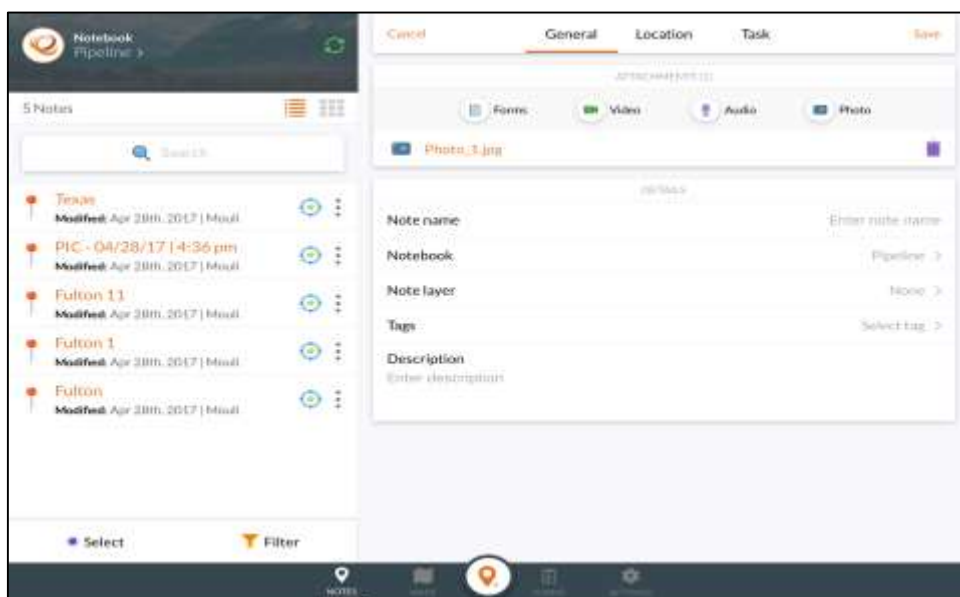 Notebook
Pipeline >
5 Notes
Search
Texas
Modified: Apr 28th, 2017 | Mouli
PIC - 04/28/17 | 4:36 pm
Modified: Apr 28th, 2017 | Mouli
Fulton 11
Modified: Apr 28th, 2017 | Mouli
Fulton 1
Modified: Apr 28th, 2017 | Mouli
Fulton
Modified: Apr 28th, 2017 | Mouli
Select
Filter
Cancel
General
Location
Task
Save
ATTACHMENTS (1)
Forms
Video
Audio
Photo
Photo_1.jpg
DETAILS
Note name
Enter note name
Notebook
Pipeline >
Note layer
None >
Tags
Select tag >
Description
Enter description
NOTES